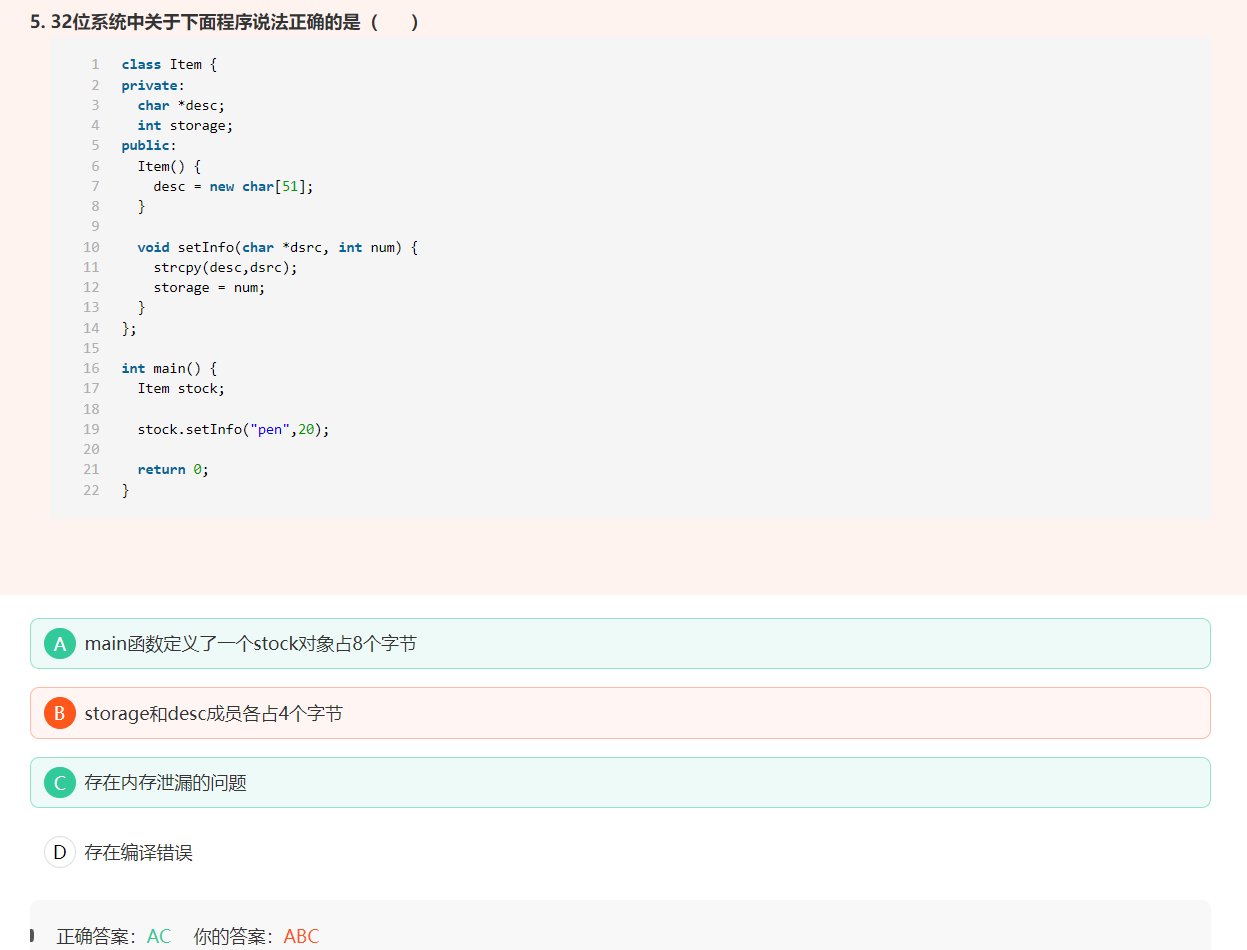 5. 32位系统中关于下面程序说法正确的是（　　）
1 class Item {
2 private:
3   char *desc;
4   int storage;
5 public:
6   Item() {
7     desc = new char[51];
8   }
9
10   void setInfo(char *dsrc, int num) {
11     strcpy(desc,dsrc);
12     storage = num;
13   }
14 };
15
16 int main() {
17   Item stock;
18
19   stock.setInfo("pen",20);
20
21   return 0;
22 }
A main函数定义了一个stock对象占8个字节
B storage和desc成员各占4个字节
C 存在内存泄漏的问题
D 存在编译错误
正确答案：AC 你的答案：ABC